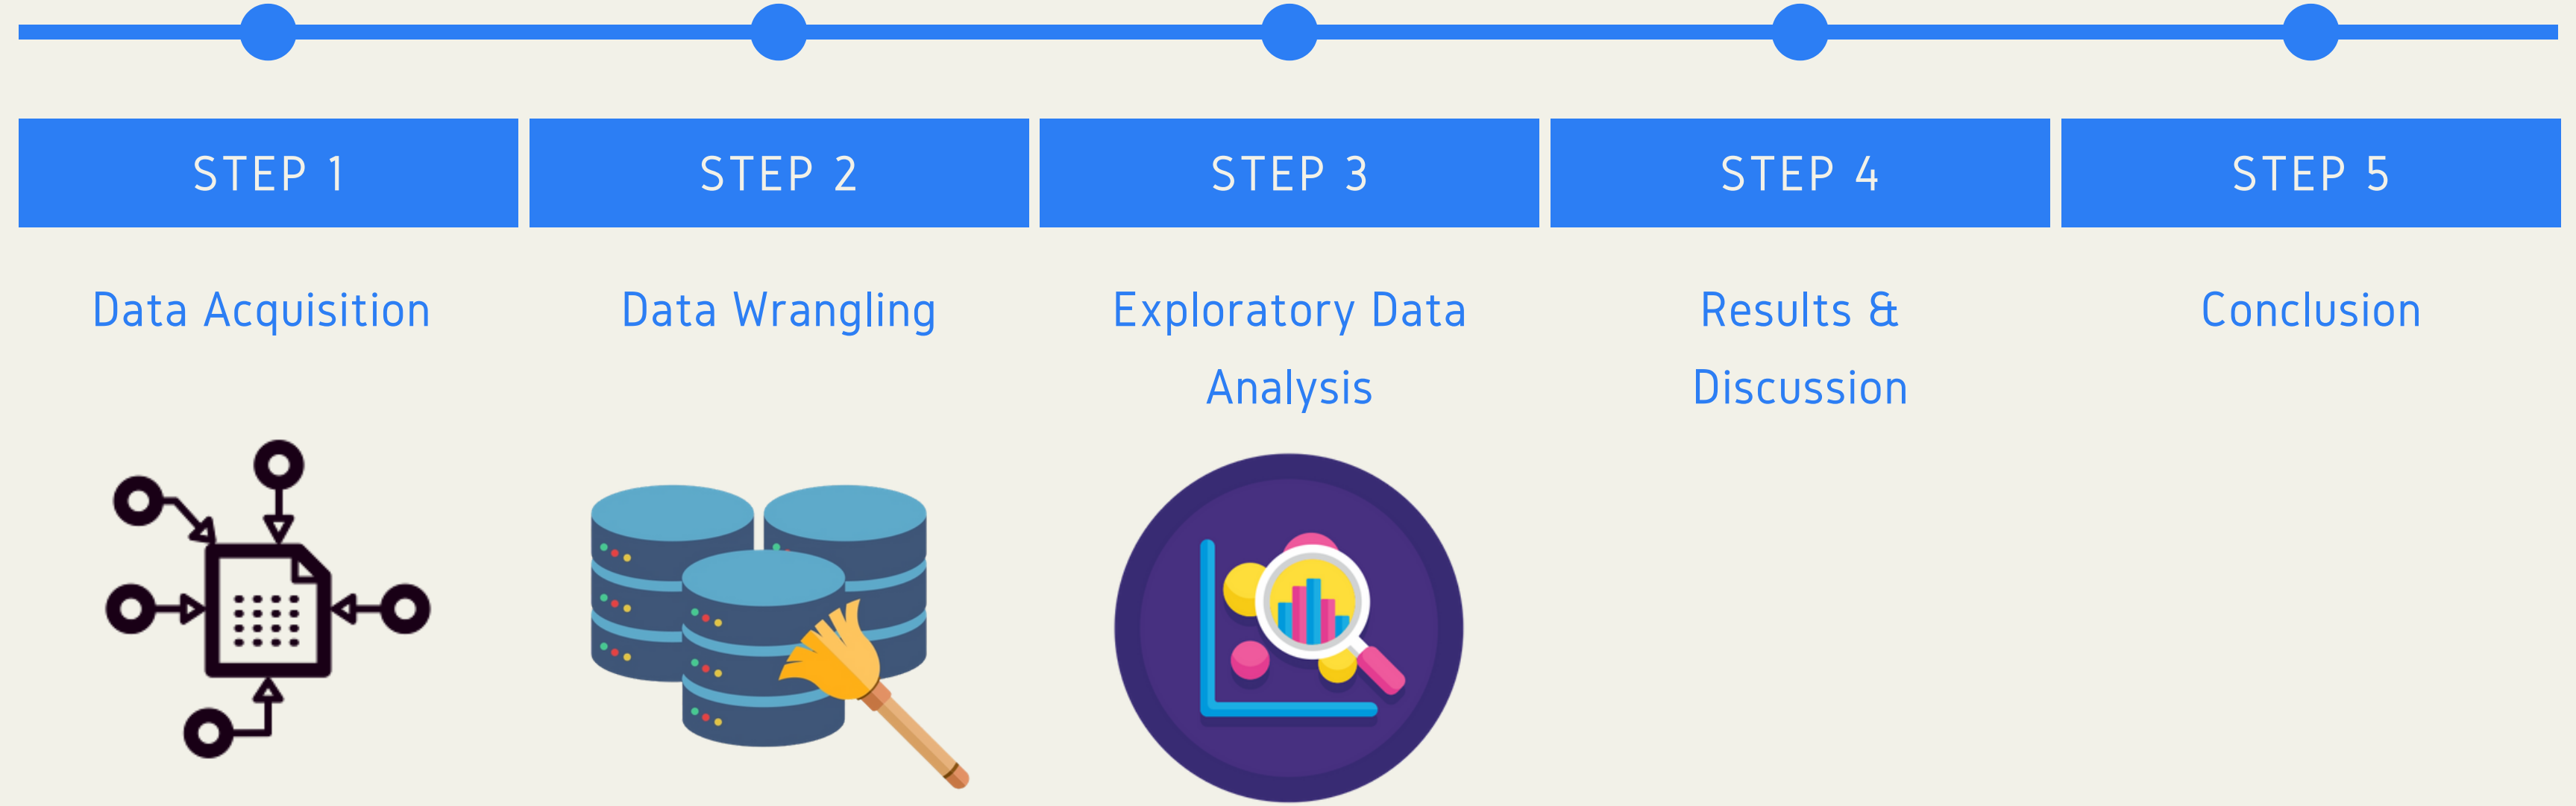 STEP 1
STEP 2
STEP 3
STEP 4
STEP 5
Data Acquisition
Data Wrangling
Exploratory Data
Analysis
Results &
Discussion
Conclusion